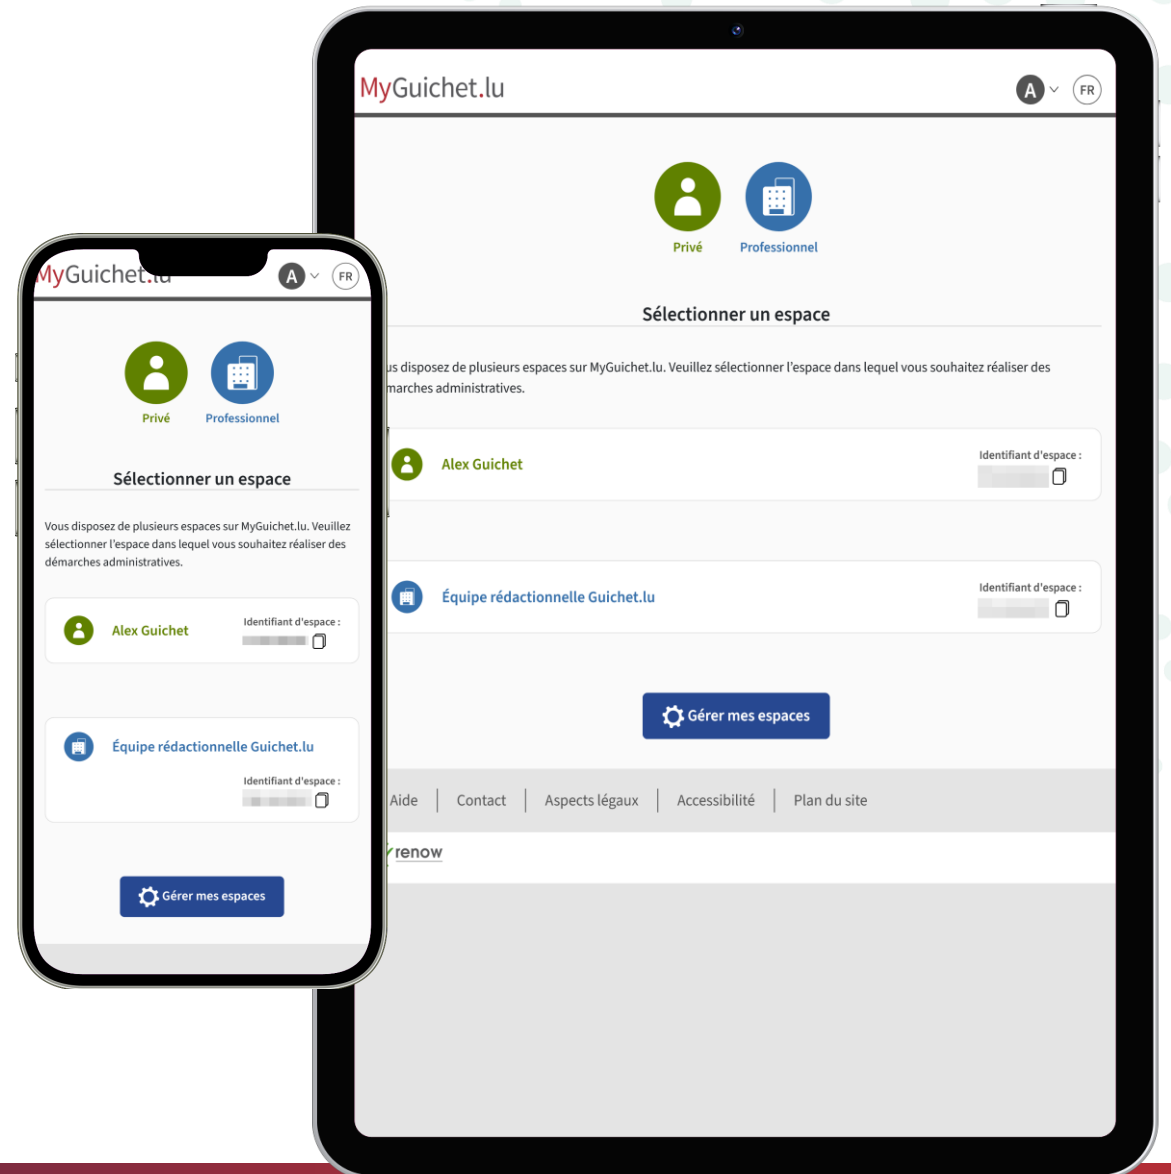 MyGuichet.lu
A
FR
Privé
Professionnel
Sélectionner un espace
Vous disposez de plusieurs espaces sur MyGuichet.lu. Veuillez
sélectionner l'espace dans lequel vous souhaitez réaliser des
démarches administratives.
Alex Guichet
Identifiant d'espace :
Équipe rédactionnelle Guichet.lu
Identifiant d'espace :
Gérer mes espaces
MyGuichet.lu
A
FR
Privé
Professionnel
Sélectionner un espace
us disposez de plusieurs espaces sur MyGuichet.lu. Veuillez sélectionner l'espace dans lequel vous souhaitez réaliser des
marches administratives.
Alex Guichet
Identifiant d'espace :
Équipe rédactionnelle Guichet.lu
Identifiant d'espace :
Gérer mes espaces
Aide
Contact
Aspects légaux
Accessibilité
Plan du site
renow